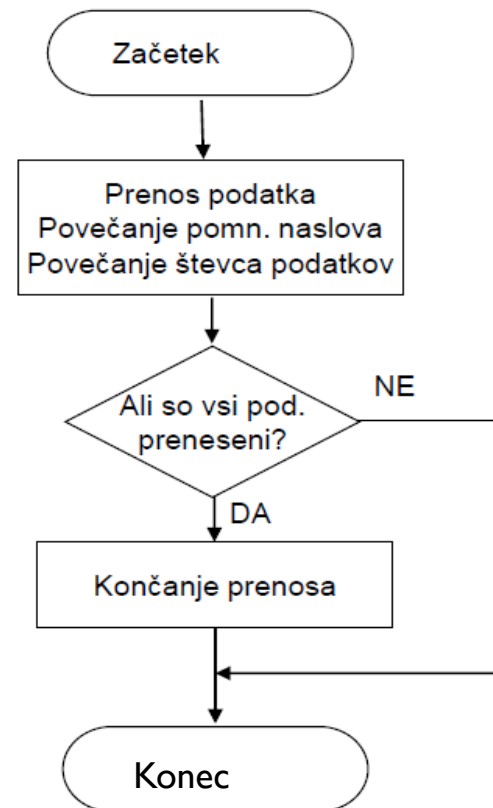 Začetek
Prenos podatka
Povečanje pomn. naslova
Povečanje števca podatkov
Ali so vsi pod.
preneseni?
NE
DA
Končanje prenosa
Konec